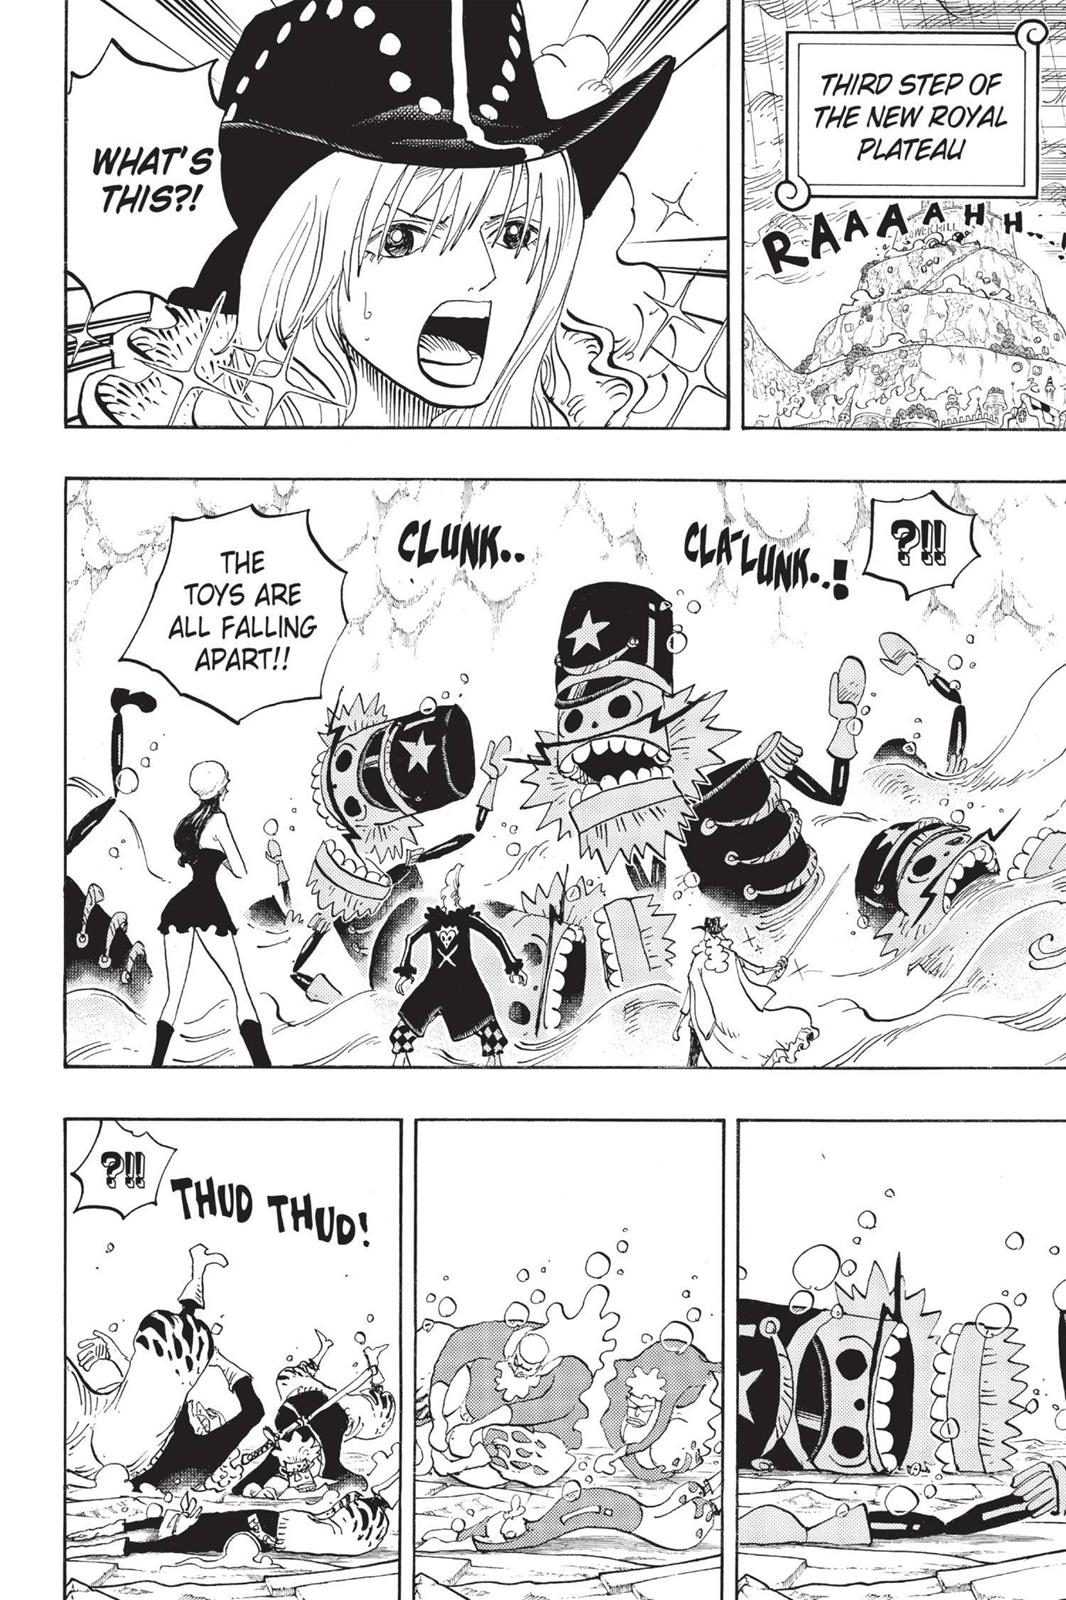 THIRD STEP OF
THE NEW ROYAL
PLATEAU
RAAAAHH...!
WHAT'S
THIS?!
?!!
CLA-LUNK..!
CLUNK..
THE
TOYS ARE
ALL FALLING
APART!!
?!!
THUD THUD!